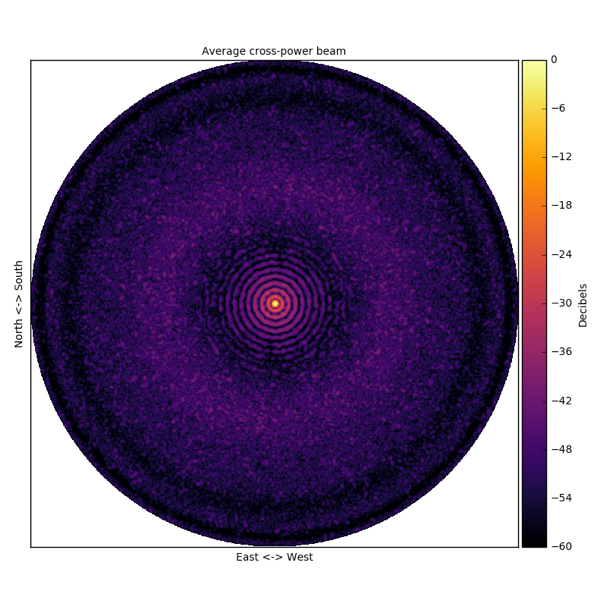 Average cross-power beam
North <-> South
East <-> West
0
−6
−12
−18
−24
−30
−36
−42
−48
−54
−60
Decibels